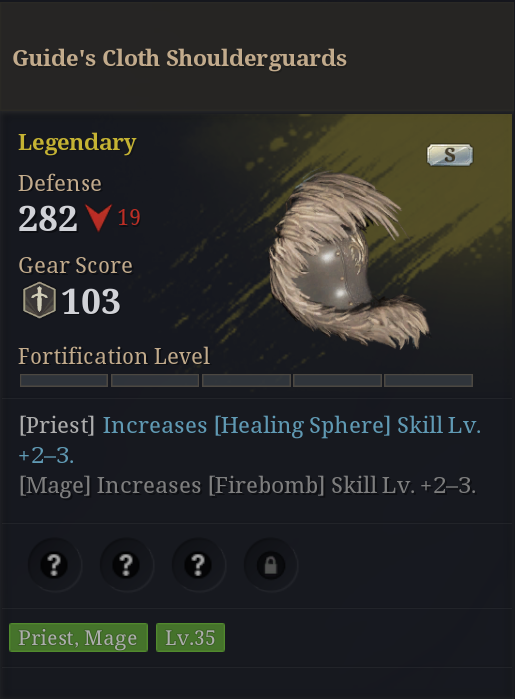 Guide's Cloth Shoulderguards
Legendary
S
Defense
282 19
Gear Score
103
Fortification Level
[Priest] Increases [Healing Sphere] Skill Lv.
+2–3.
[Mage] Increases [Firebomb] Skill Lv. +2–3.
? ? ?
Priest, Mage Lv.35